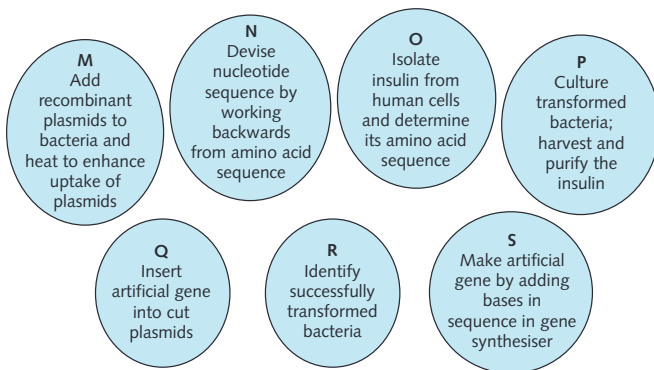 M
Add
recombinant
plasmids to
bacteria and
heat to enhance
uptake of
plasmids
N
Devise
nucleotide
sequence by
working
backwards
from amino acid
sequence
O
Isolate
insulin from
human cells
and determine
its amino acid
sequence
P
Culture
transformed
bacteria;
harvest and
purify the
insulin
Q
Insert
artificial gene
into cut
plasmids
R
Identify
successfully
transformed
bacteria
S
Make artificial
gene by adding
bases in
sequence in gene
synthesiser